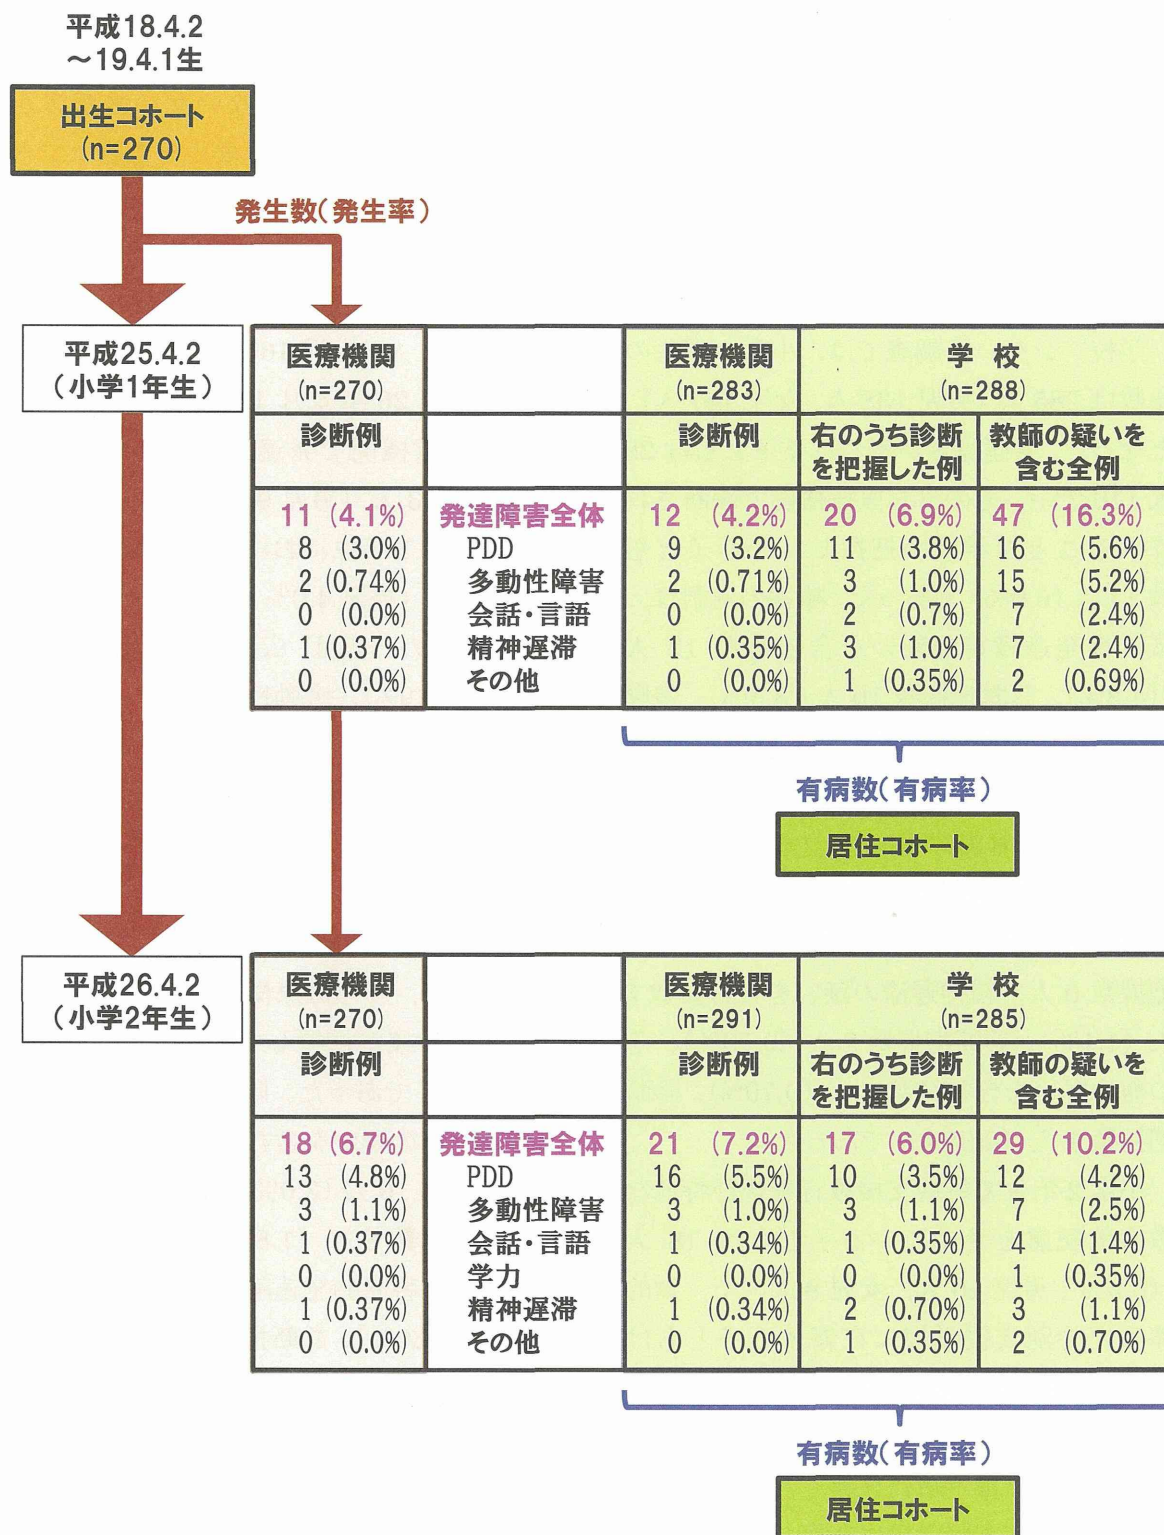 平成18.4.2
～19.4.1生
出生コホート
(n=270)
発生数(発生率)
平成25.4.2
(小学1年生)
医療機関 医療機関 学 校
(n=270) (n=283) (n=288)
診断例 診断例 右のうち診断 教師の疑いを
を把握した例 含む全例
11 (4.1%) 発達障害全体 12 (4.2%) 20 (6.9%) 47 (16.3%)
8 (3.0%) PDD 9 (3.2%) 11 (3.8%) 16 (5.6%)
2 (0.74%) 多動性障害 2 (0.71%) 3 (1.0%) 15 (5.2%)
0 (0.0%) 会話・言語 0 (0.0%) 2 (0.7%) 7 (2.4%)
1 (0.37%) 精神遅滞 1 (0.35%) 3 (1.0%) 7 (2.4%)
0 (0.0%) その他 0 (0.0%) 1 (0.35%) 2 (0.69%)
有病数(有病率)
居住コホート
平成26.4.2
(小学2年生)
医療機関 医療機関 学 校
(n=270) (n=291) (n=285)
診断例 診断例 右のうち診断 教師の疑いを
を把握した例 含む全例
18 (6.7%) 発達障害全体 21 (7.2%) 17 (6.0%) 29 (10.2%)
13 (4.8%) PDD 16 (5.5%) 10 (3.5%) 12 (4.2%)
3 (1.1%) 多動性障害 3 (1.0%) 3 (1.1%) 7 (2.5%)
1 (0.37%) 会話・言語 1 (0.34%) 1 (0.35%) 4 (1.4%)
0 (0.0%) 学力 0 (0.0%) 0 (0.0%) 1 (0.35%)
1 (0.37%) 精神遅滞 1 (0.34%) 2 (0.70%) 3 (1.1%)
0 (0.0%) その他 0 (0.0%) 1 (0.35%) 2 (0.70%)
有病数(有病率)
居住コホート